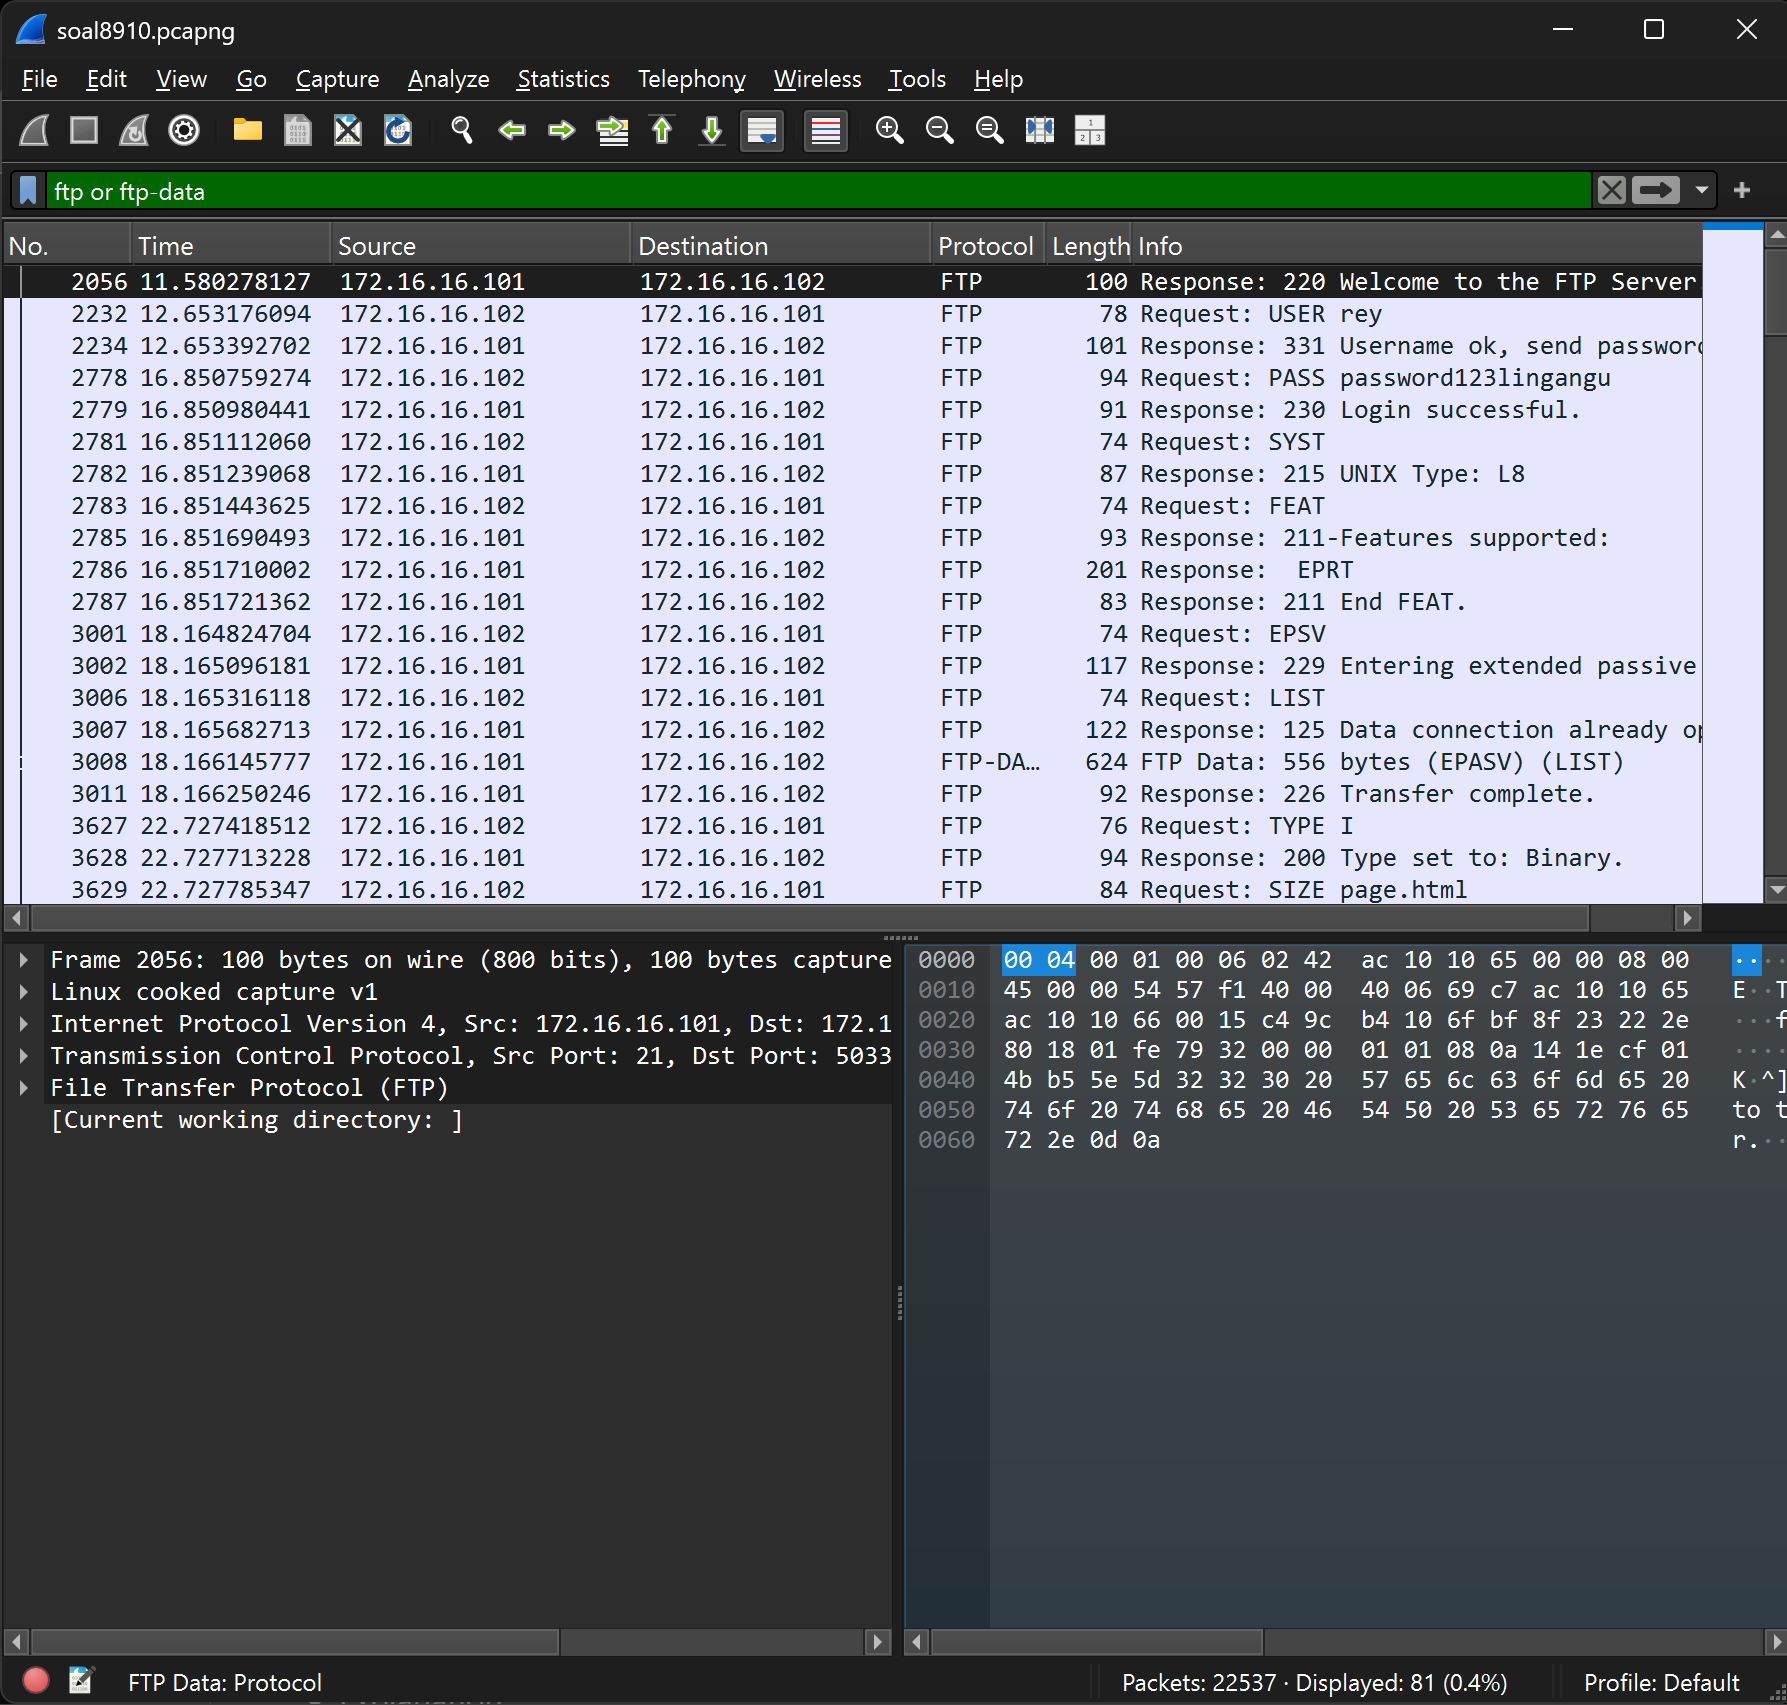 soal8910.pcapng
File Edit View Go Capture Analyze Statistics Telephony Wireless Tools Help
ftp or ftp-data
No. Time Source Destination Protocol Length Info
2056 11.580278127 172.16.16.101 172.16.16.102 FTP 100 Response: 220 Welcome to the FTP Server.
2232 12.653176094 172.16.16.102 172.16.16.101 FTP 78 Request: USER rey
2234 12.653392702 172.16.16.101 172.16.16.102 FTP 101 Response: 331 Username ok, send password
2778 16.850759274 172.16.16.102 172.16.16.101 FTP 94 Request: PASS password123lingangu
2779 16.850980441 172.16.16.101 172.16.16.102 FTP 91 Response: 230 Login successful.
2781 16.851112060 172.16.16.102 172.16.16.101 FTP 74 Request: SYST
2782 16.851239068 172.16.16.101 172.16.16.102 FTP 87 Response: 215 UNIX Type: L8
2783 16.851443625 172.16.16.102 172.16.16.101 FTP 74 Request: FEAT
2785 16.851690493 172.16.16.101 172.16.16.102 FTP 93 Response: 211-Features supported:
2786 16.851710002 172.16.16.101 172.16.16.102 FTP 201 Response:  EPRT
2787 16.851721362 172.16.16.101 172.16.16.102 FTP 83 Response: 211 End FEAT.
3001 18.164824704 172.16.16.102 172.16.16.101 FTP 74 Request: EPSV
3002 18.165096181 172.16.16.101 172.16.16.102 FTP 117 Response: 229 Entering extended passive
3006 18.165316118 172.16.16.102 172.16.16.101 FTP 74 Request: LIST
3007 18.165682713 172.16.16.101 172.16.16.102 FTP 122 Response: 125 Data connection already op
3008 18.166145777 172.16.16.101 172.16.16.102 FTP-DA… 624 FTP Data: 556 bytes (EPASV) (LIST)
3011 18.166250246 172.16.16.101 172.16.16.102 FTP 92 Response: 226 Transfer complete.
3627 22.727418512 172.16.16.102 172.16.16.101 FTP 76 Request: TYPE I
3628 22.727713228 172.16.16.101 172.16.16.102 FTP 94 Response: 200 Type set to: Binary.
3629 22.727785347 172.16.16.102 172.16.16.101 FTP 84 Request: SIZE page.html
Frame 2056: 100 bytes on wire (800 bits), 100 bytes capture
Linux cooked capture v1
Internet Protocol Version 4, Src: 172.16.16.101, Dst: 172.1
Transmission Control Protocol, Src Port: 21, Dst Port: 5033
File Transfer Protocol (FTP)
[Current working directory: ]
0000 00 04 00 01 00 06 02 42 ac 10 10 65 00 00 08 00 ····
0010 45 00 00 54 57 f1 40 00 40 06 69 c7 ac 10 10 65 E··T
0020 ac 10 10 66 00 15 c4 9c b4 10 6f bf 8f 23 22 2e ···f
0030 80 18 01 fe 79 32 00 00 01 01 08 0a 14 1e cf 01 ····
0040 4b b5 5e 5d 32 32 30 20 57 65 6c 63 6f 6d 65 20 K·^]
0050 74 6f 20 74 68 65 20 46 54 50 20 53 65 72 76 65 to t
0060 72 2e 0d 0a r.··
FTP Data: Protocol
Packets: 22537 · Displayed: 81 (0.4%)
Profile: Default